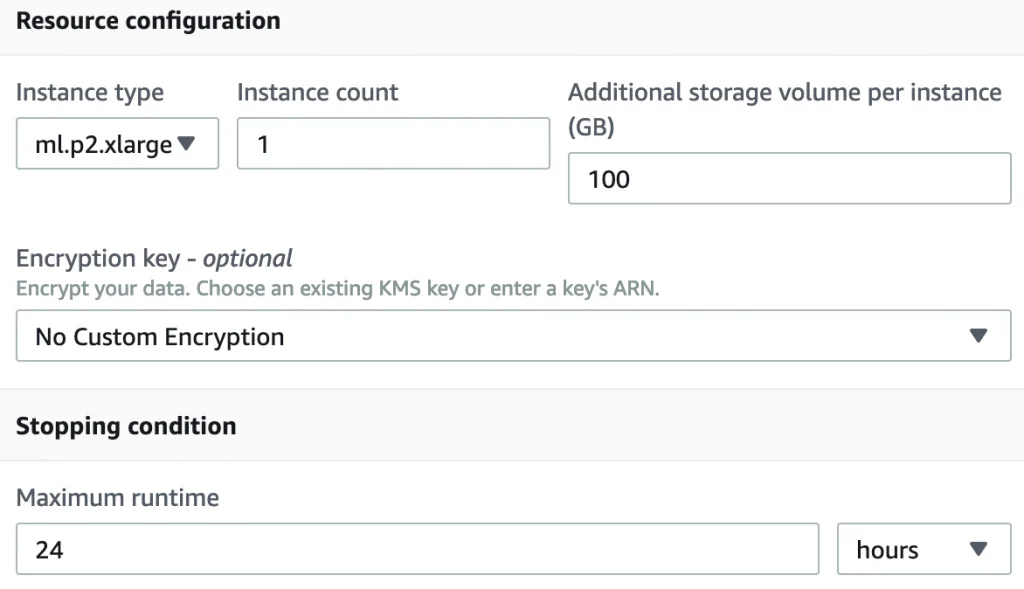 Resource configuration
Instance type
Instance count
Additional storage volume per instance
(GB)
ml.p2.xlarge
1
100
Encryption key - optional
Encrypt your data. Choose an existing KMS key or enter a key's ARN.
No Custom Encryption
Stopping condition
Maximum runtime
24
hours